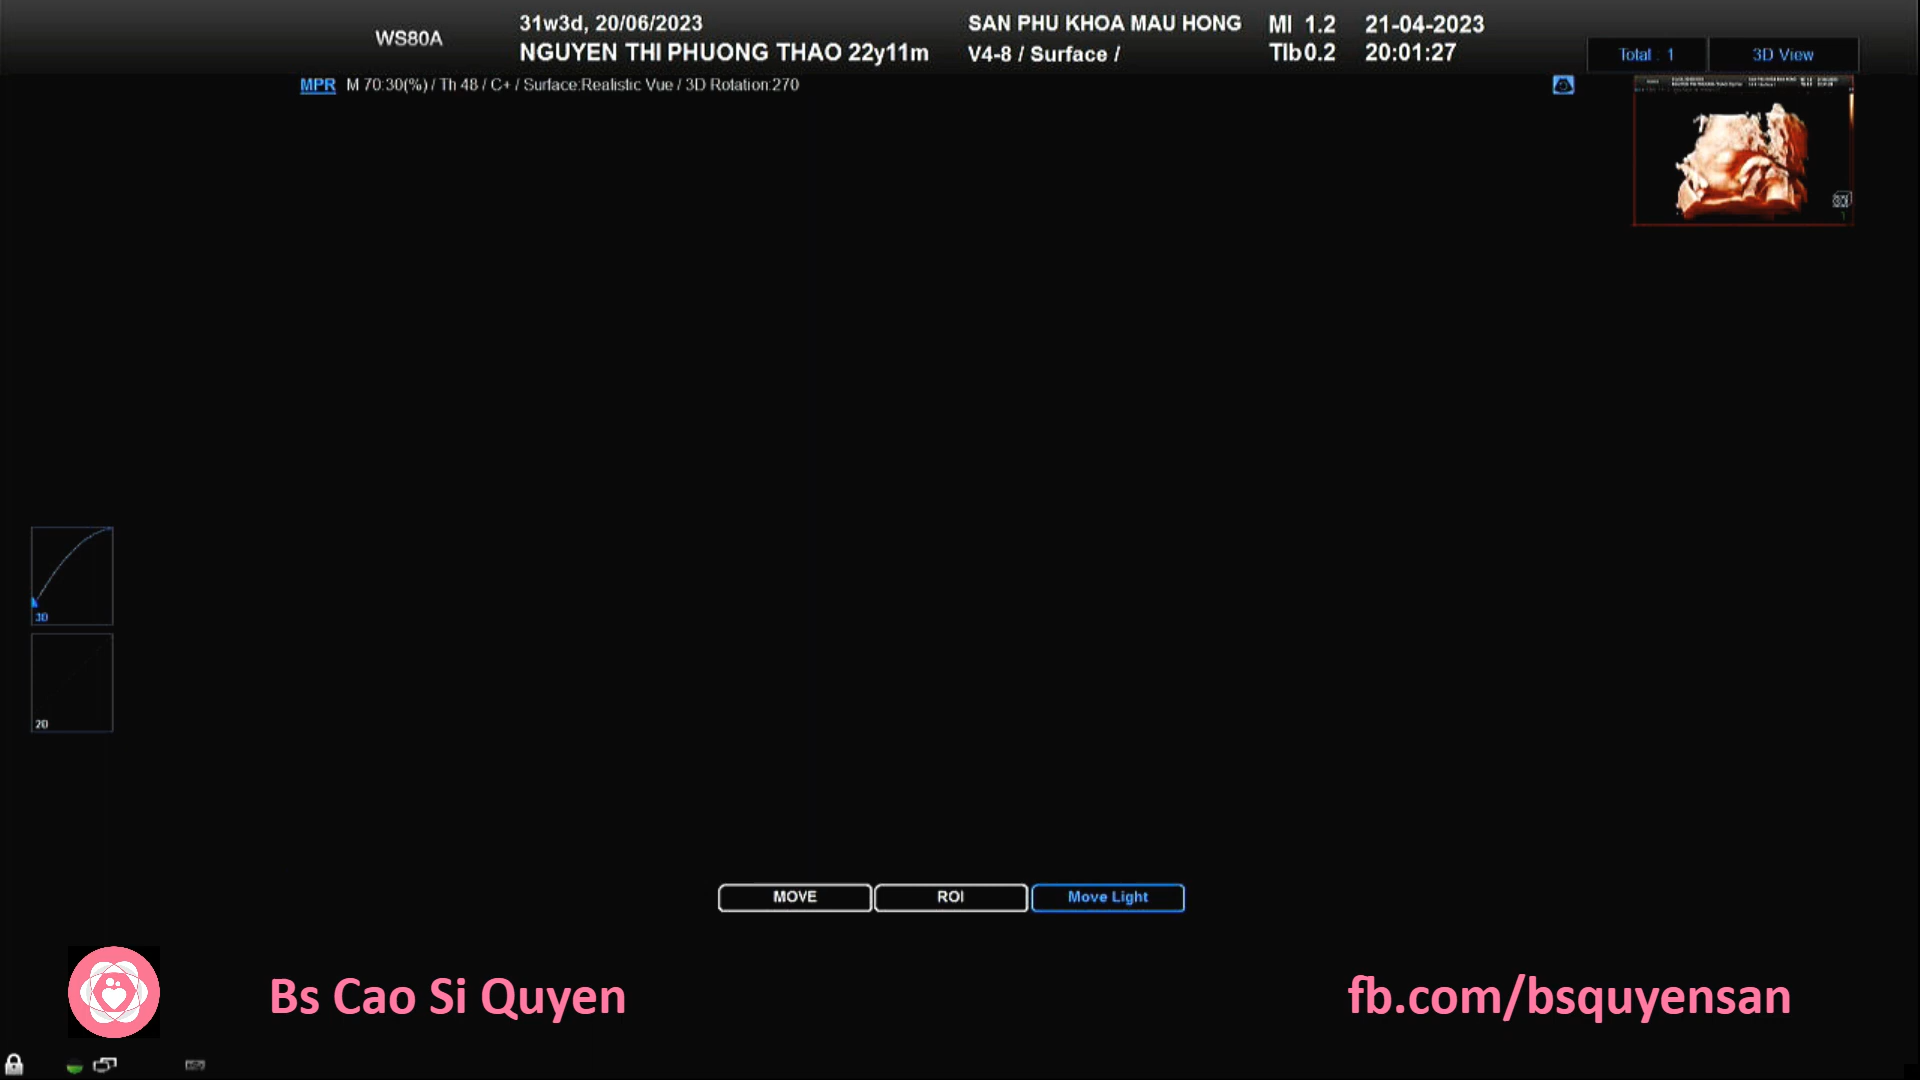 WS80A
31w3d, 20/06/2023
NGUYEN THI PHUONG THAO 22y11m
SAN PHU KHOA MAU HONG
V4-8 / Surface /
MI 1.2
TIb 0.2
21-04-2023
20:01:27
Total : 1
3D View
MPR M 70:30(%) / Th 48 / C+ / Surface:Realistic Vue / 3D Rotation:270
30
20
MOVE
ROI
Move Light
Bs Cao Si Quyen
fb.com/bsquyensan